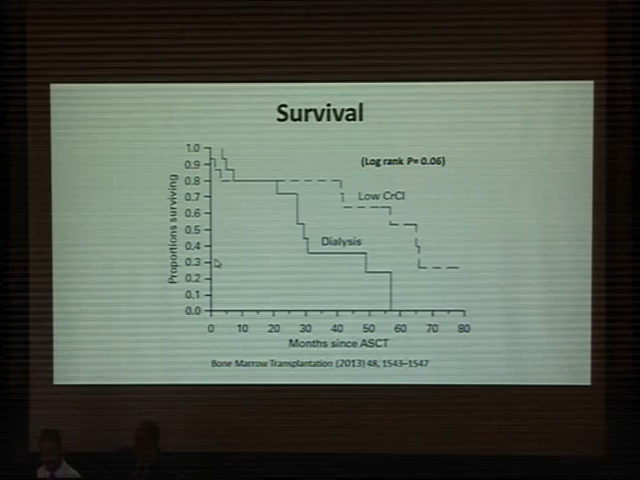 Survival
(Log rank P= 0.06)
Proportions surviving
1.0
0.9
0.8
0.7
0.6
0.5
0.4
0.3
0.2
0.1
0.0
Low CrCl
Dialysis
0 10 20 30 40 50 60 70 80
Months since ASCT
Bone Marrow Transplantation (2013) 48, 1543–1547